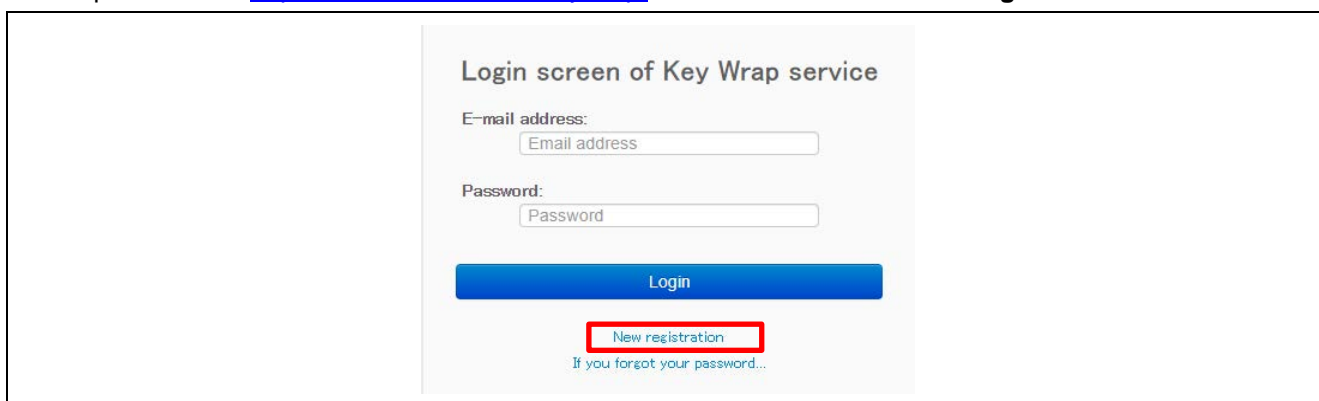 Login screen of Key Wrap service
E-mail address:
Email address
Password:
Password
Login
New registration
If you forgot your password...